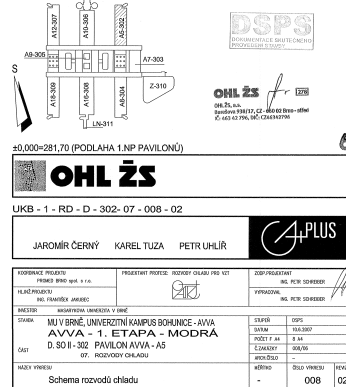 A12-307
A10-306
A5-302
DSPS
DOKUMENTACE SKUTEČNÉHO
PROVEDENÍ STAVBY
A9-305
A7-303
S
Z-310
A18-309
A16-308
A8-304
LN-311
OHL ŽS
278
OHL ŽS, a.s.
Burešova 938/17, CZ - 660 02 Brno - střed
IČ: 463 42 796, DIČ: CZ46342796
±0,000=281,70 (PODLAHA 1.NP PAVILONŮ)
OHL ŽS
UKB - 1 - RD - D - 302- 07 - 008 - 02
JAROMÍR ČERNÝ KAREL TUZA PETR UHLÍŘ
A PLUS
KOORDINACE PROJEKTU
PROJEKTANT PROFESE: ROZVODY CHLADU PRO VZT
ZODP.PROJEKTANT
PROMED BRNO spol. s r.o.
ING. PETR SCHREIBER
HL.INŽ.PROJEKTU
VYPRACOVAL
ING. FRANTIŠEK JAKUBEC
ING. PETR SCHREIBER
INVESTOR MASARYKOVA UNIVERZITA V BRNĚ
STAVBA MU V BRNĚ, UNIVERZITNÍ KAMPUS BOHUNICE - AVVA
AVVA - 1. ETAPA - MODRÁ
ČÁST D. SO II - 302 PAVILON AVVA - A5
07. ROZVODY CHLADU
STUPEŇ DSPS
DATUM 10.6.2007
POČET F A4 8 A4
Č.ZAKÁZKY 008/06
ARCH.ČÍSLO -
NÁZEV VÝKRESU
MĚŘÍTKO ČÍSLO VÝKRESU
Schema rozvodů chladu
- 008 02